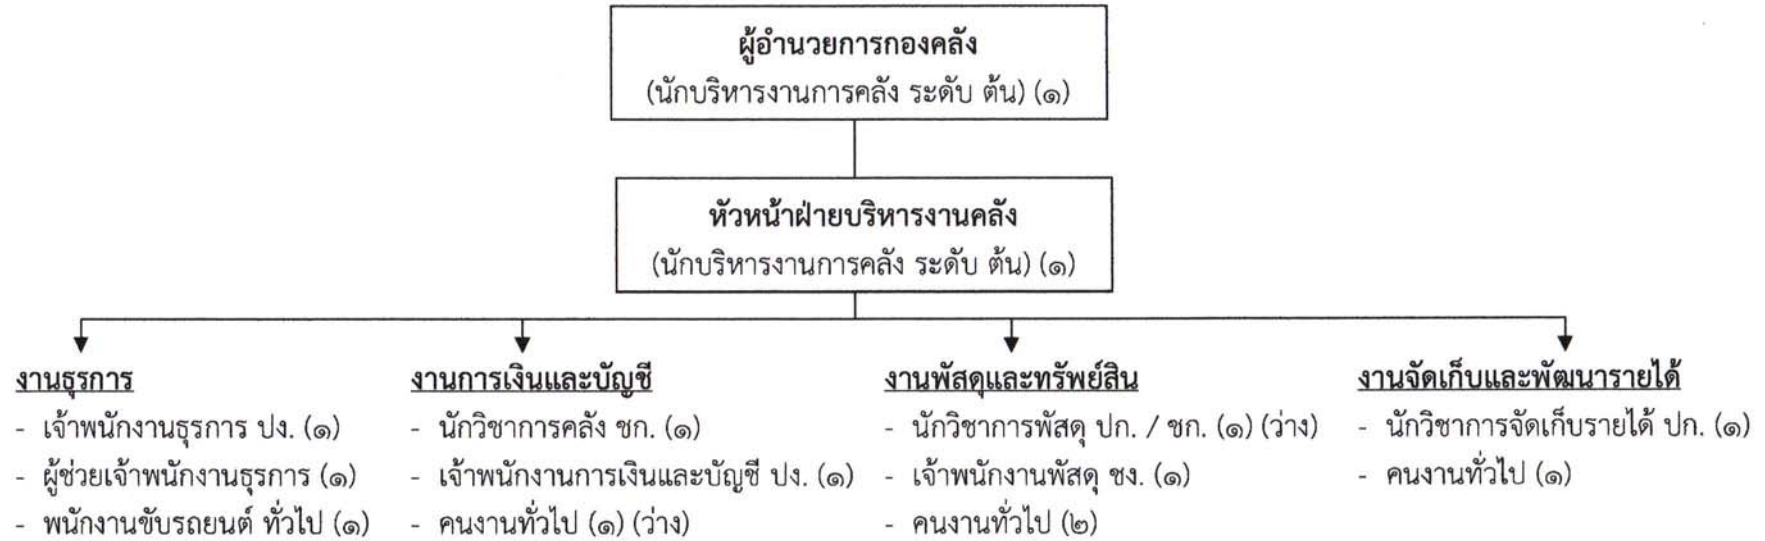 ผู้อำนวยการกองคลัง
(นักบริหารงานการคลัง ระดับ ต้น) (๑)
หัวหน้าฝ่ายบริหารงานคลัง
(นักบริหารงานการคลัง ระดับ ต้น) (๑)
งานธุรการ
- เจ้าพนักงานธุรการ ปง. (๑)
- ผู้ช่วยเจ้าพนักงานธุรการ (๑)
- พนักงานขับรถยนต์ ทั่วไป (๑)
งานการเงินและบัญชี
- นักวิชาการคลัง ชก. (๑)
- เจ้าพนักงานการเงินและบัญชี ปง. (๑)
- คนงานทั่วไป (๑) (ว่าง)
งานพัสดุและทรัพย์สิน
- นักวิชาการพัสดุ ปก. / ชก. (๑) (ว่าง)
- เจ้าพนักงานพัสดุ ชง. (๑)
- คนงานทั่วไป (๒)
งานจัดเก็บและพัฒนารายได้
- นักวิชาการจัดเก็บรายได้ ปก. (๑)
- คนงานทั่วไป (๑)